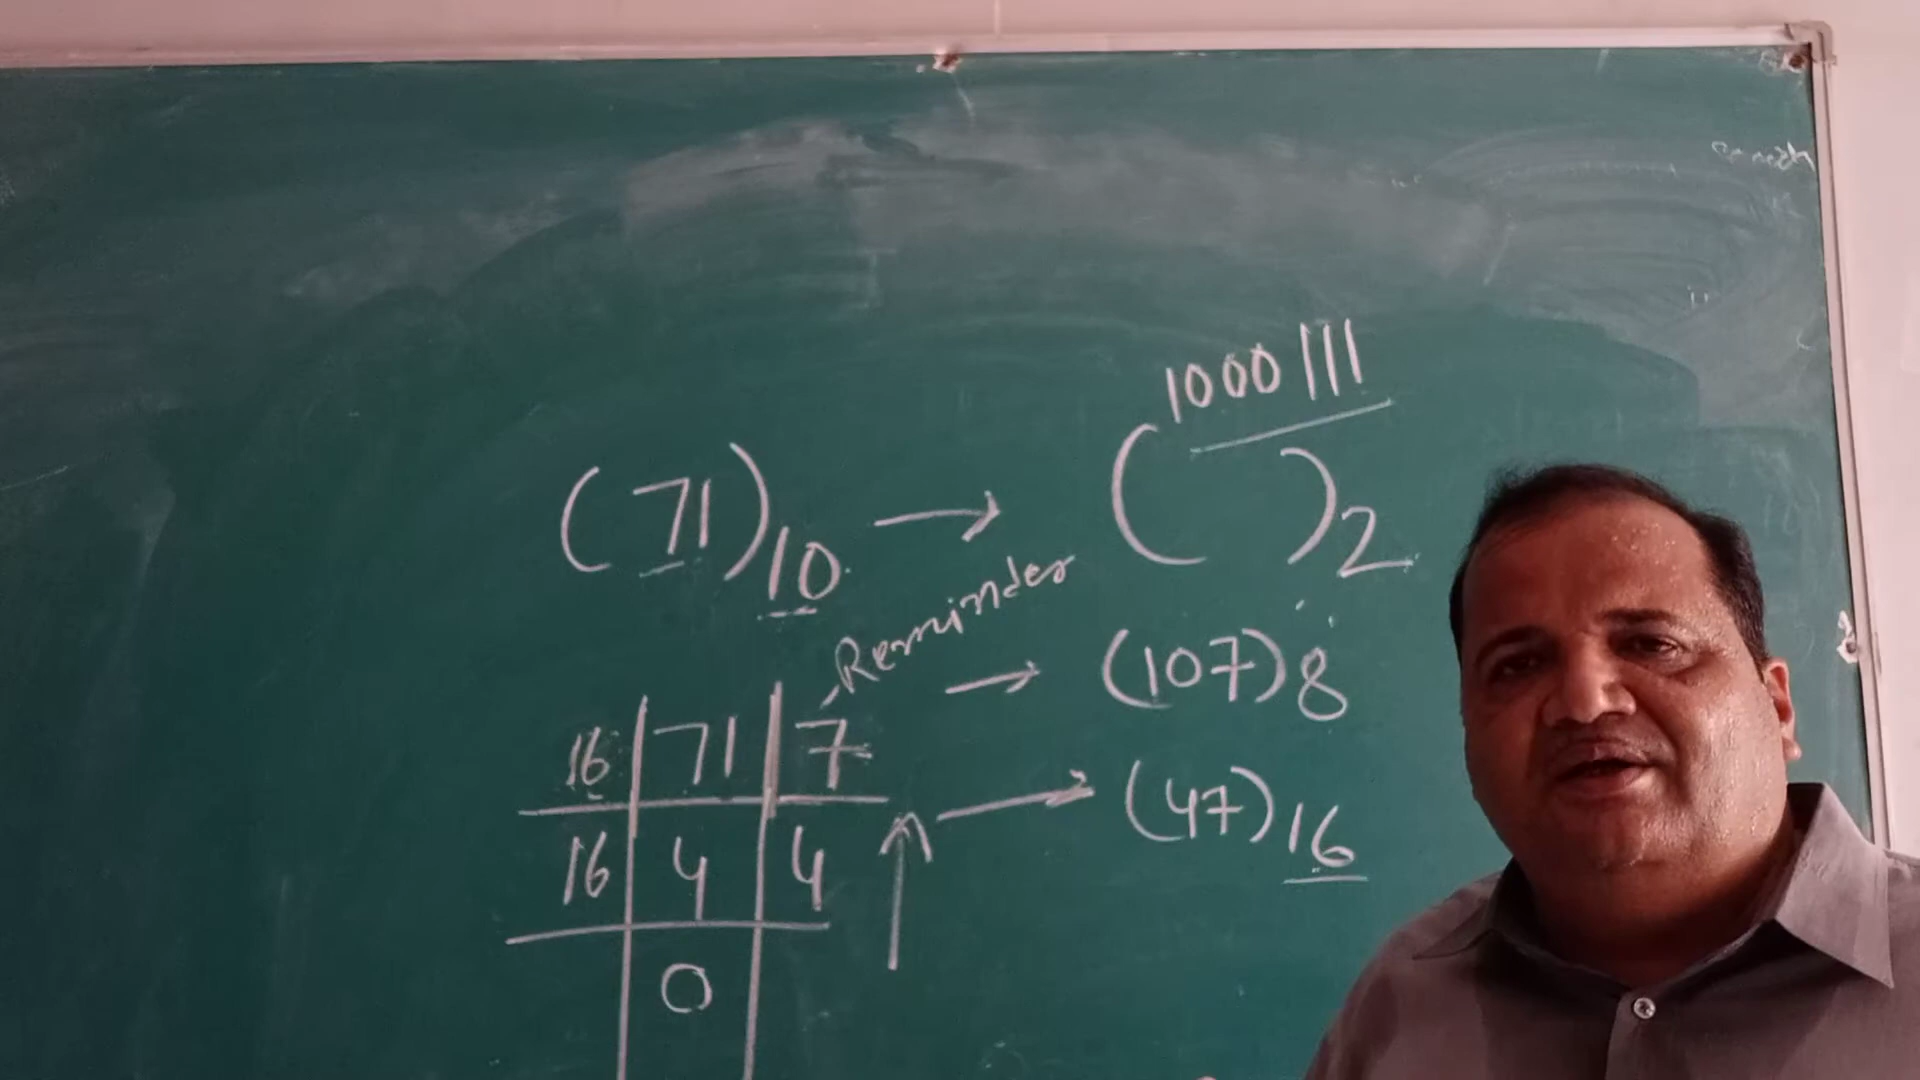 1000111
(71)10 → ( )2
Reminder
→ (107)8
16 71 7
→ (47)16
16 4 4
0